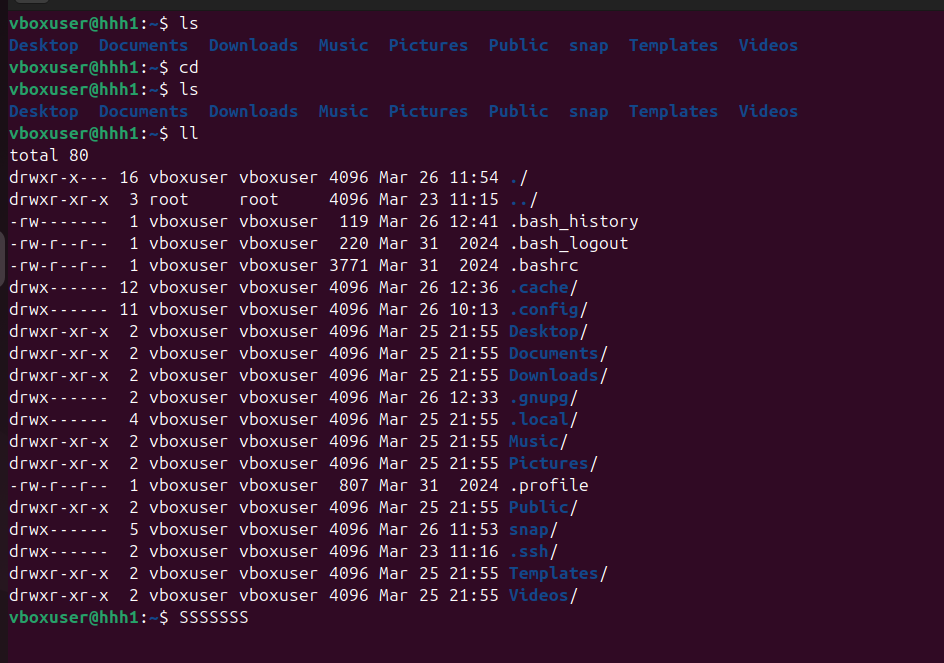 vboxuser@hhh1:~$ ls
Desktop  Documents  Downloads  Music  Pictures  Public  snap  Templates  Videos
vboxuser@hhh1:~$ cd
vboxuser@hhh1:~$ ls
Desktop  Documents  Downloads  Music  Pictures  Public  snap  Templates  Videos
vboxuser@hhh1:~$ ll
total 80
drwxr-x--- 16 vboxuser vboxuser 4096 Mar 26 11:54 ./
drwxr-xr-x  3 root     root     4096 Mar 23 11:15 ../
-rw-------  1 vboxuser vboxuser  119 Mar 26 12:41 .bash_history
-rw-r--r--  1 vboxuser vboxuser  220 Mar 31  2024 .bash_logout
-rw-r--r--  1 vboxuser vboxuser 3771 Mar 31  2024 .bashrc
drwx------ 12 vboxuser vboxuser 4096 Mar 26 12:36 .cache/
drwx------ 11 vboxuser vboxuser 4096 Mar 26 10:13 .config/
drwxr-xr-x  2 vboxuser vboxuser 4096 Mar 25 21:55 Desktop/
drwxr-xr-x  2 vboxuser vboxuser 4096 Mar 25 21:55 Documents/
drwxr-xr-x  2 vboxuser vboxuser 4096 Mar 25 21:55 Downloads/
drwx------  2 vboxuser vboxuser 4096 Mar 26 12:33 .gnupg/
drwx------  4 vboxuser vboxuser 4096 Mar 25 21:55 .local/
drwxr-xr-x  2 vboxuser vboxuser 4096 Mar 25 21:55 Music/
drwxr-xr-x  2 vboxuser vboxuser 4096 Mar 25 21:55 Pictures/
-rw-r--r--  1 vboxuser vboxuser  807 Mar 31  2024 .profile
drwxr-xr-x  2 vboxuser vboxuser 4096 Mar 25 21:55 Public/
drwx------  5 vboxuser vboxuser 4096 Mar 26 11:53 snap/
drwx------  2 vboxuser vboxuser 4096 Mar 23 11:16 .ssh/
drwxr-xr-x  2 vboxuser vboxuser 4096 Mar 25 21:55 Templates/
drwxr-xr-x  2 vboxuser vboxuser 4096 Mar 25 21:55 Videos/
vboxuser@hhh1:~$ SSSSSSS